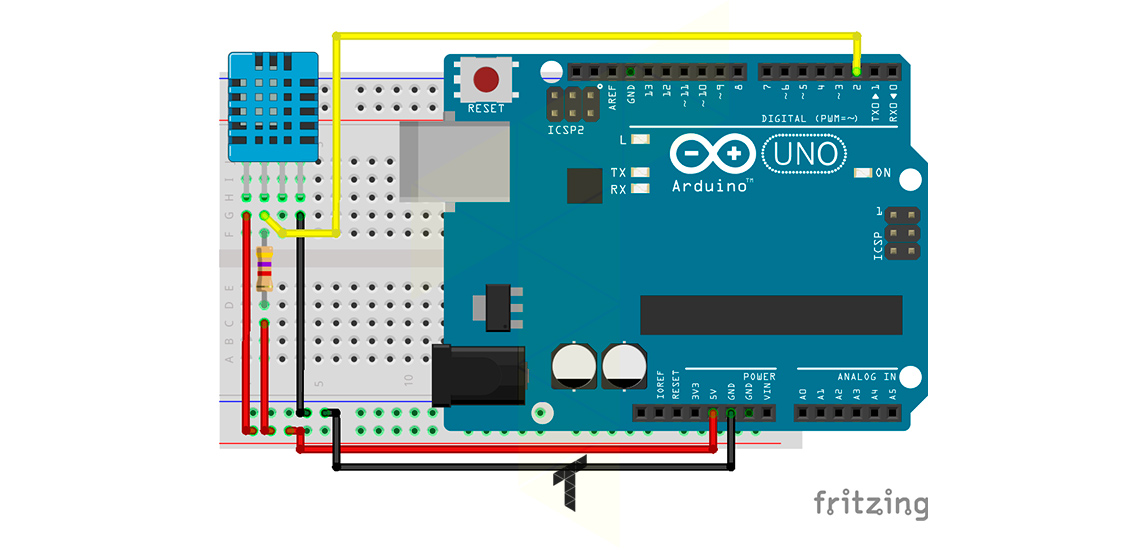 RESET
ICSP2
AREF
GND
13
12
~11
~10
~9
8
7
~6
~5
4
~3
2
TX0▶1
RX0◀0
DIGITAL (PWM=~)
L
TX
RX
Arduino™
UNO
ON
1
ICSP
I
H
G
F
E
D
C
B
A
5
10
IOREF
RESET
3V3
5V
GND
GND
VIN
POWER
ANALOG IN
A0
A1
A2
A3
A4
A5
fritzing